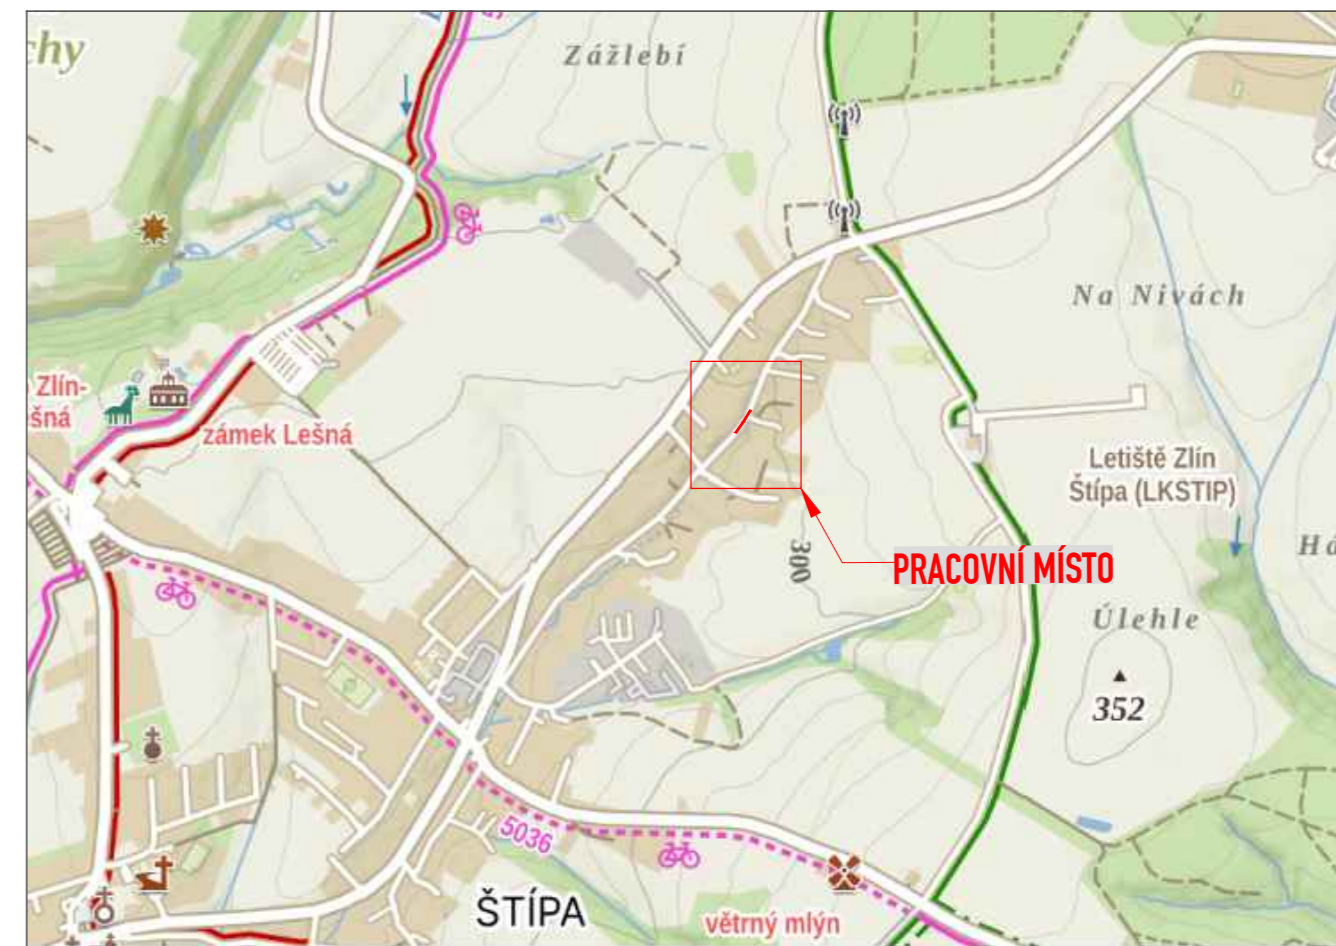 chy
Zážlebí
Na Nivách
Zlín-
ešná
zámek Lešná
Letiště Zlín
Štípa (LKSTIP)
Há
300
PRACOVNÍ MÍSTO
Úlehle
352
5036
ŠTÍPA
větrný mlýn